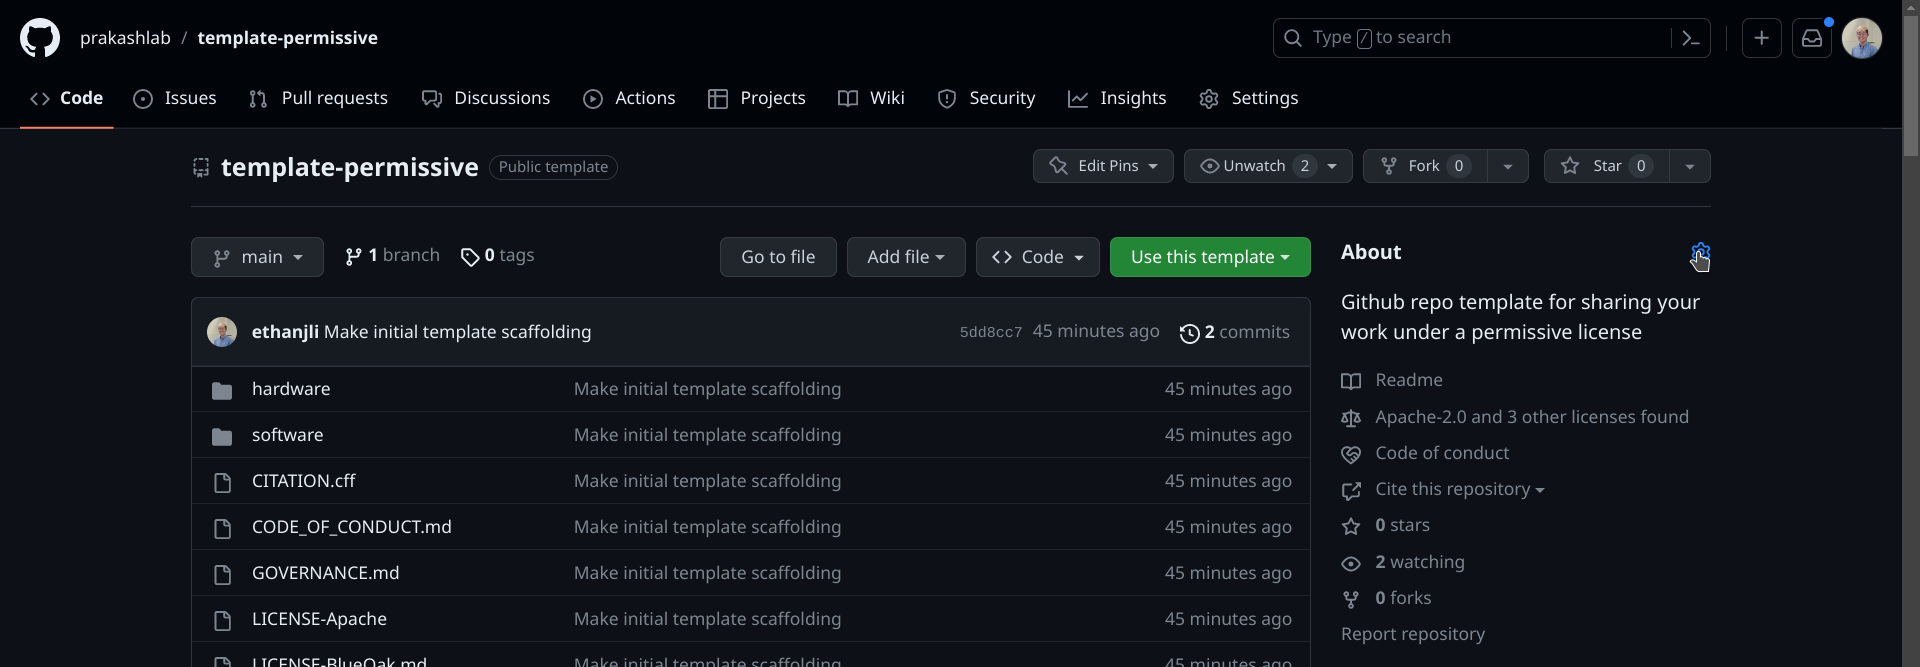 prakashlab / template-permissive
Type / to search
Code Issues Pull requests Discussions Actions Projects Wiki Security Insights Settings
template-permissive Public template
Edit Pins Unwatch 2 Fork 0 Star 0
main 1 branch 0 tags Go to file Add file Code Use this template
ethanjli Make initial template scaffolding 5dd8cc7 45 minutes ago 2 commits
hardware Make initial template scaffolding 45 minutes ago
software Make initial template scaffolding 45 minutes ago
CITATION.cff Make initial template scaffolding 45 minutes ago
CODE_OF_CONDUCT.md Make initial template scaffolding 45 minutes ago
GOVERNANCE.md Make initial template scaffolding 45 minutes ago
LICENSE-Apache Make initial template scaffolding 45 minutes ago
LICENSE-BlueOak.md Make initial template scaffolding 45 minutes ago
About
Github repo template for sharing your
work under a permissive license
Readme
Apache-2.0 and 3 other licenses found
Code of conduct
Cite this repository
0 stars
2 watching
0 forks
Report repository